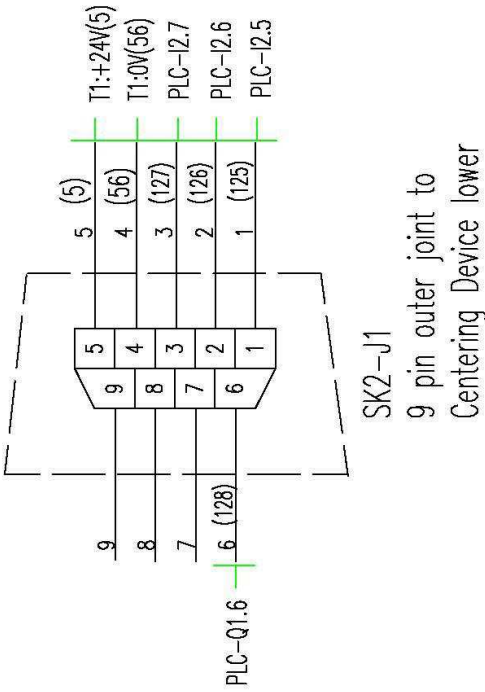 5 (5) T1:+24V(5)
4 (56) T1:0V(56)
3 (127) PLC-I2.7
2 (126) PLC-I2.6
1 (125) PLC-I2.5
5
4
3
2
1
9
8
7
6
9
8
7
6 (128)
PLC-Q1.6
SK2-J1
9 pin outer joint to
Centering Device lower